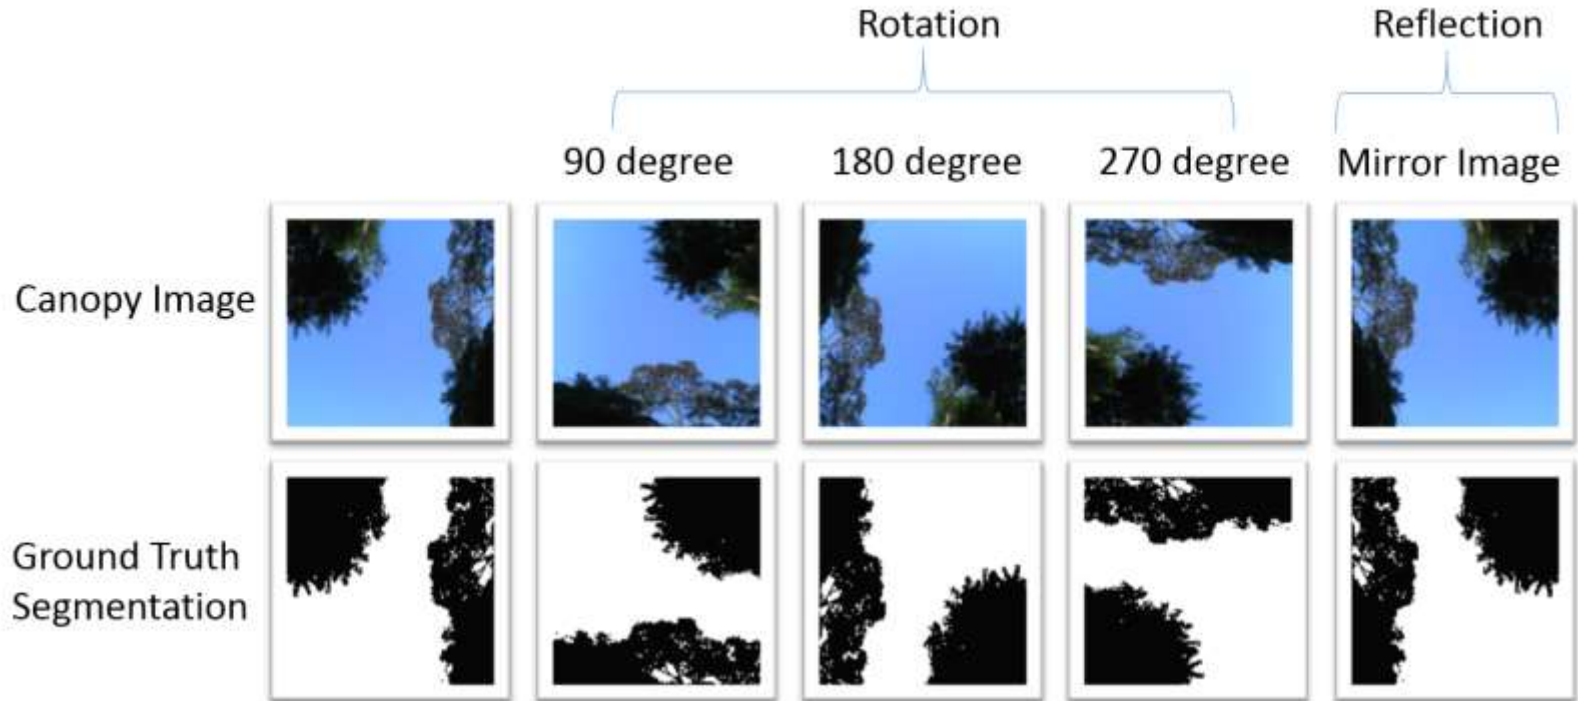 Rotation
Reflection
90 degree
180 degree
270 degree
Mirror Image
Canopy Image
Ground Truth
Segmentation